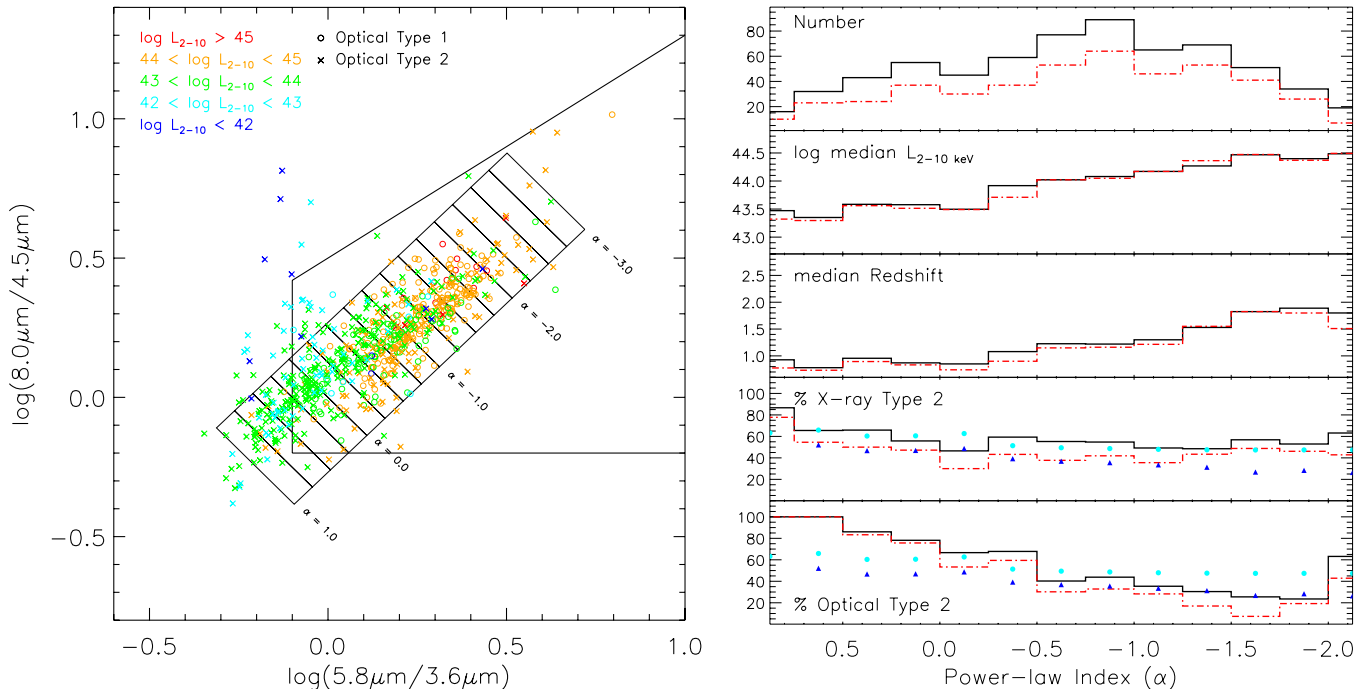 log L2-10 > 45
44 < log L2-10 < 45
43 < log L2-10 < 44
42 < log L2-10 < 43
log L2-10 < 42
Optical Type 1
Optical Type 2
1.0
0.5
0.0
−0.5
log(8.0μm/4.5μm)
−0.5
0.0
0.5
1.0
log(5.8μm/3.6μm)
α = −3.0
α = −2.0
α = −1.0
α = 0.0
α = 1.0
Number
80
60
40
20
log median L2-10 keV
44.5
44.0
43.5
43.0
median Redshift
2.5
2.0
1.5
1.0
% X-ray Type 2
100
80
60
40
20
% Optical Type 2
100
80
60
40
20
0.5
0.0
−0.5
−1.0
−1.5
−2.0
Power-law Index (α)